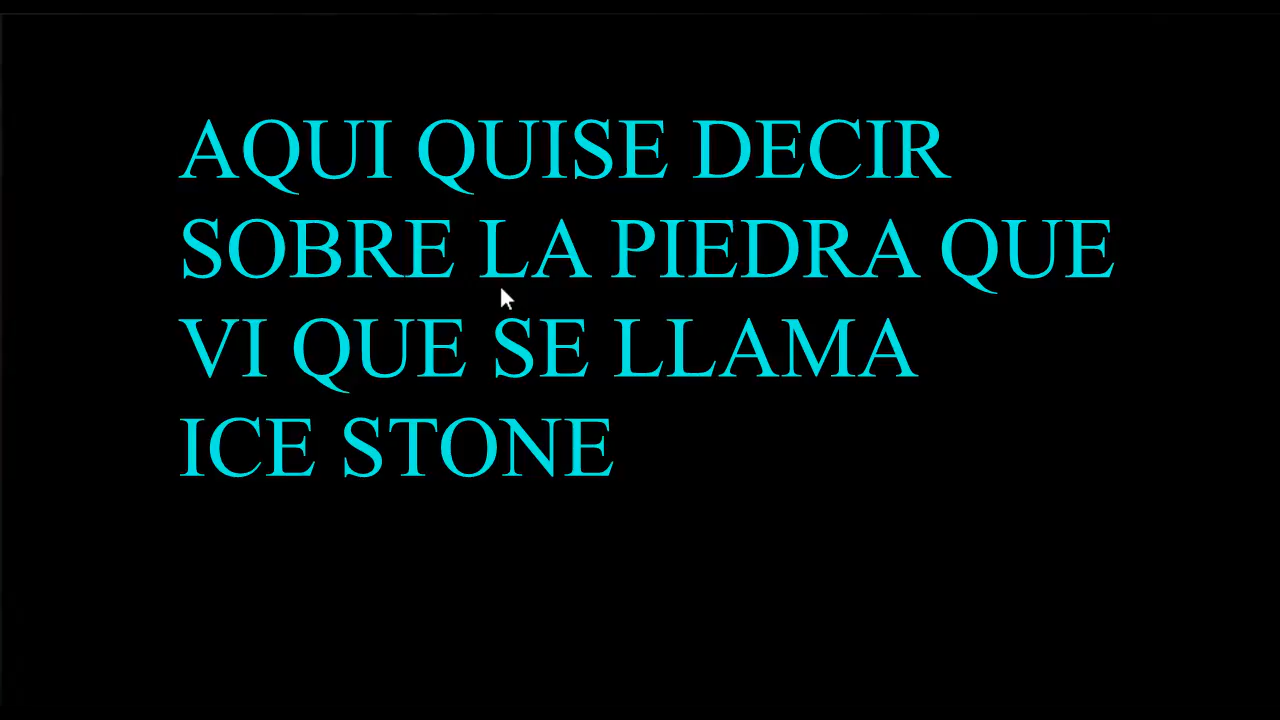 AQUI QUISE DECIR
SOBRE LA PIEDRA QUE
VI QUE SE LLAMA
ICE STONE